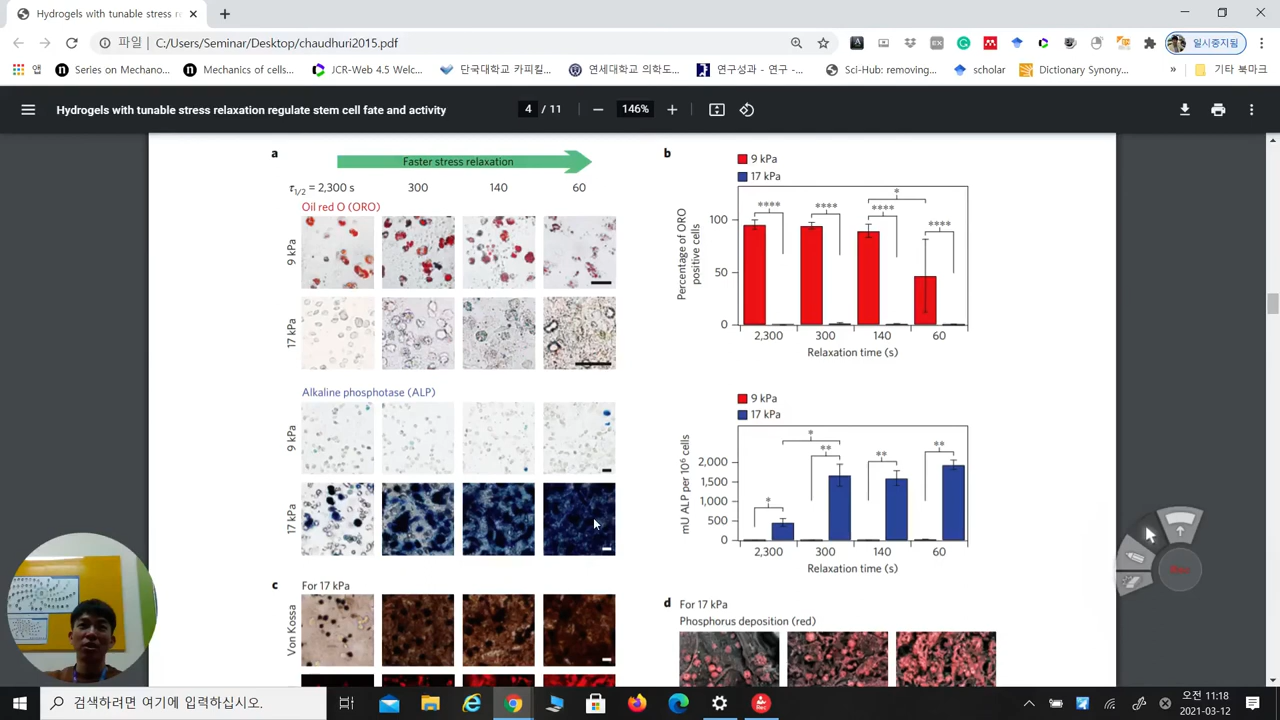 Hydrogels with tunable stress re
파일 | C:/Users/Seminar/Desktop/chaudhuri2015.pdf
일시중지됨
앱
Series on Mechano...
Mechanics of cells...
JCR-Web 4.5 Welc...
단국대학교 카피킬...
연세대학교 의학도...
연구성과 - 연구 -...
Sci-Hub: removing...
scholar
Dictionary Synony...
»
기타 북마크
Hydrogels with tunable stress relaxation regulate stem cell fate and activity
4 / 11
146%
a
Faster stress relaxation
τ1/2 = 2,300 s 300 140 60
Oil red O (ORO)
9 kPa
17 kPa
Alkaline phosphotase (ALP)
9 kPa
17 kPa
c For 17 kPa
Von Kossa
b
9 kPa
17 kPa
Percentage of ORO
positive cells
100
50
0
**** **** **** * ****
2,300 300 140 60
Relaxation time (s)
9 kPa
17 kPa
mU ALP per 10⁶ cells
2,000
1,500
1,000
500
0
* * ** ** **
2,300 300 140 60
Relaxation time (s)
d For 17 kPa
Phosphorus deposition (red)
검색하려면 여기에 입력하십시오.
오전 11:18
2021-03-12